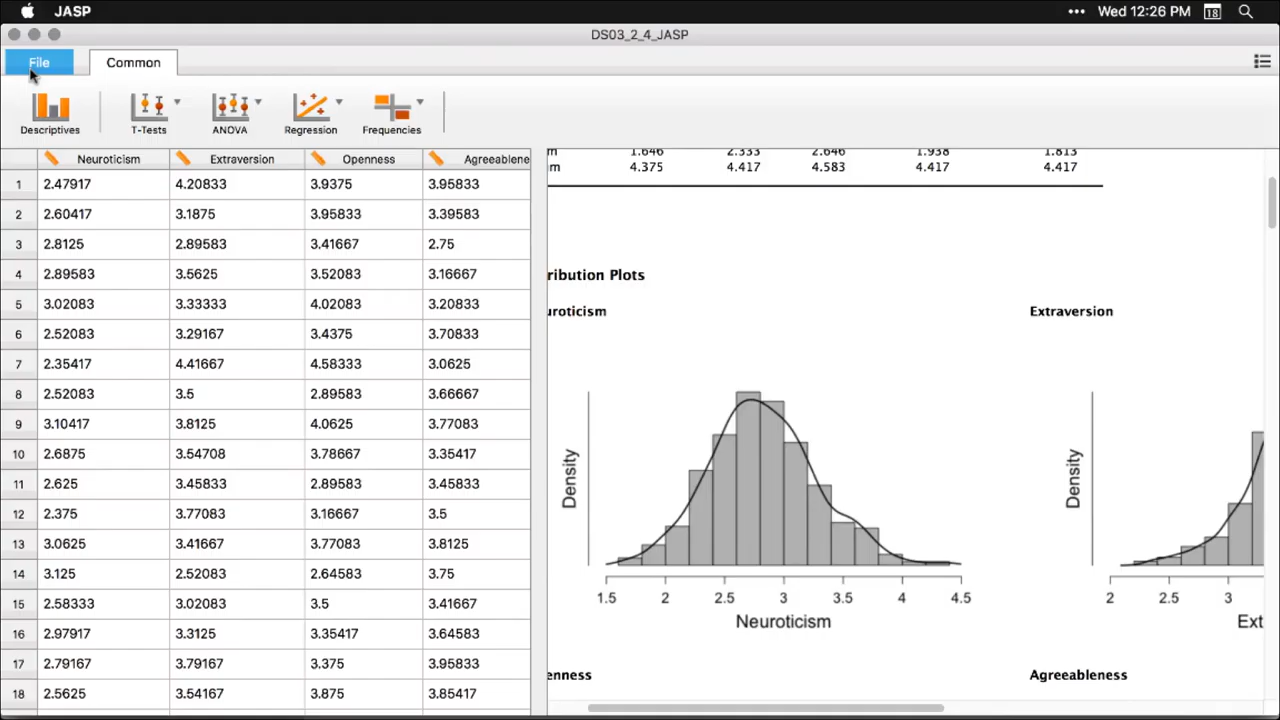 JASP
Wed 12:26 PM
18
DS03_2_4_JASP
File
Common
Descriptives
T-Tests
ANOVA
Regression
Frequencies
Neuroticism Extraversion Openness Agreeablene
1 2.47917 4.20833 3.9375 3.95833
2 2.60417 3.1875 3.95833 3.39583
3 2.8125 2.89583 3.41667 2.75
4 2.89583 3.5625 3.52083 3.16667
5 3.02083 3.33333 4.02083 3.20833
6 2.52083 3.29167 3.4375 3.70833
7 2.35417 4.41667 4.58333 3.0625
8 2.52083 3.5 2.89583 3.66667
9 3.10417 3.8125 4.0625 3.77083
10 2.6875 3.54708 3.78667 3.35417
11 2.625 3.45833 2.89583 3.45833
12 2.375 3.77083 3.16667 3.5
13 3.0625 3.41667 3.77083 3.8125
14 3.125 2.52083 2.64583 3.75
15 2.58333 3.02083 3.5 3.41667
16 2.97917 3.3125 3.35417 3.64583
17 2.79167 3.79167 3.375 3.95833
18 2.5625 3.54167 3.875 3.85417
m 1.646 2.333 2.646 1.938 1.813
m 4.375 4.417 4.583 4.417 4.417
ribution Plots
uroticism
Extraversion
Density
1.5 2 2.5 3 3.5 4 4.5
Neuroticism
Density
2 2.5 3
Ext
enness
Agreeableness